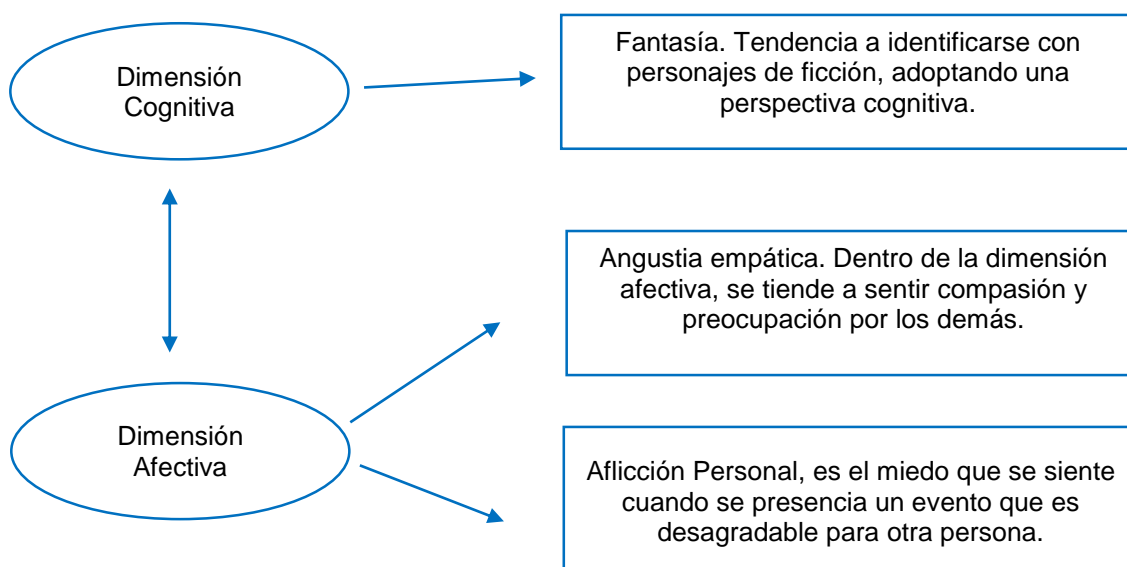 Dimensión
Cognitiva
Fantasía. Tendencia a identificarse con
personajes de ficción, adoptando una
perspectiva cognitiva.
Angustia empática. Dentro de la dimensión
afectiva, se tiende a sentir compasión y
preocupación por los demás.
Dimensión
Afectiva
Aflicción Personal, es el miedo que se siente
cuando se presencia un evento que es
desagradable para otra persona.